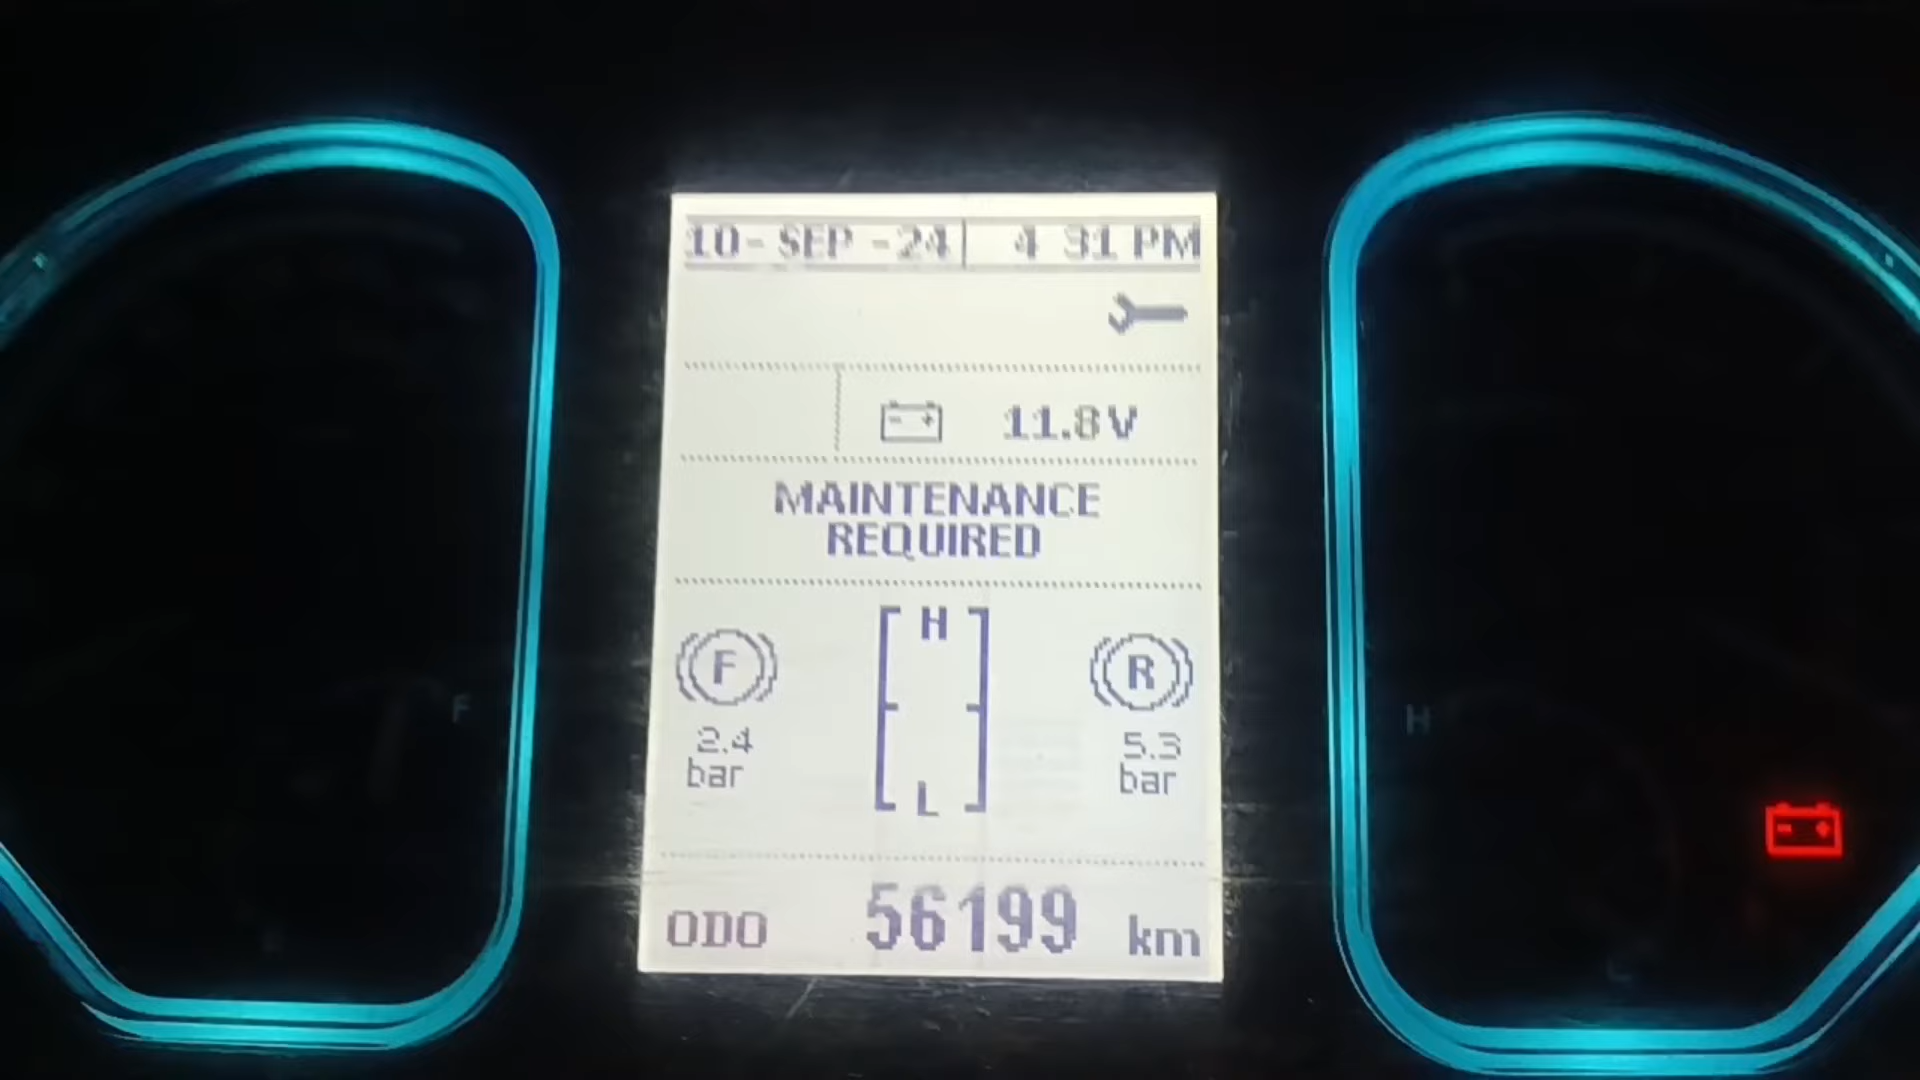 10- SEP -24 | 4 31 PM
11.8V
MAINTENANCE
REQUIRED
H
F
R
2.4
bar
5.3
bar
L
ODO 56199 km
F
H